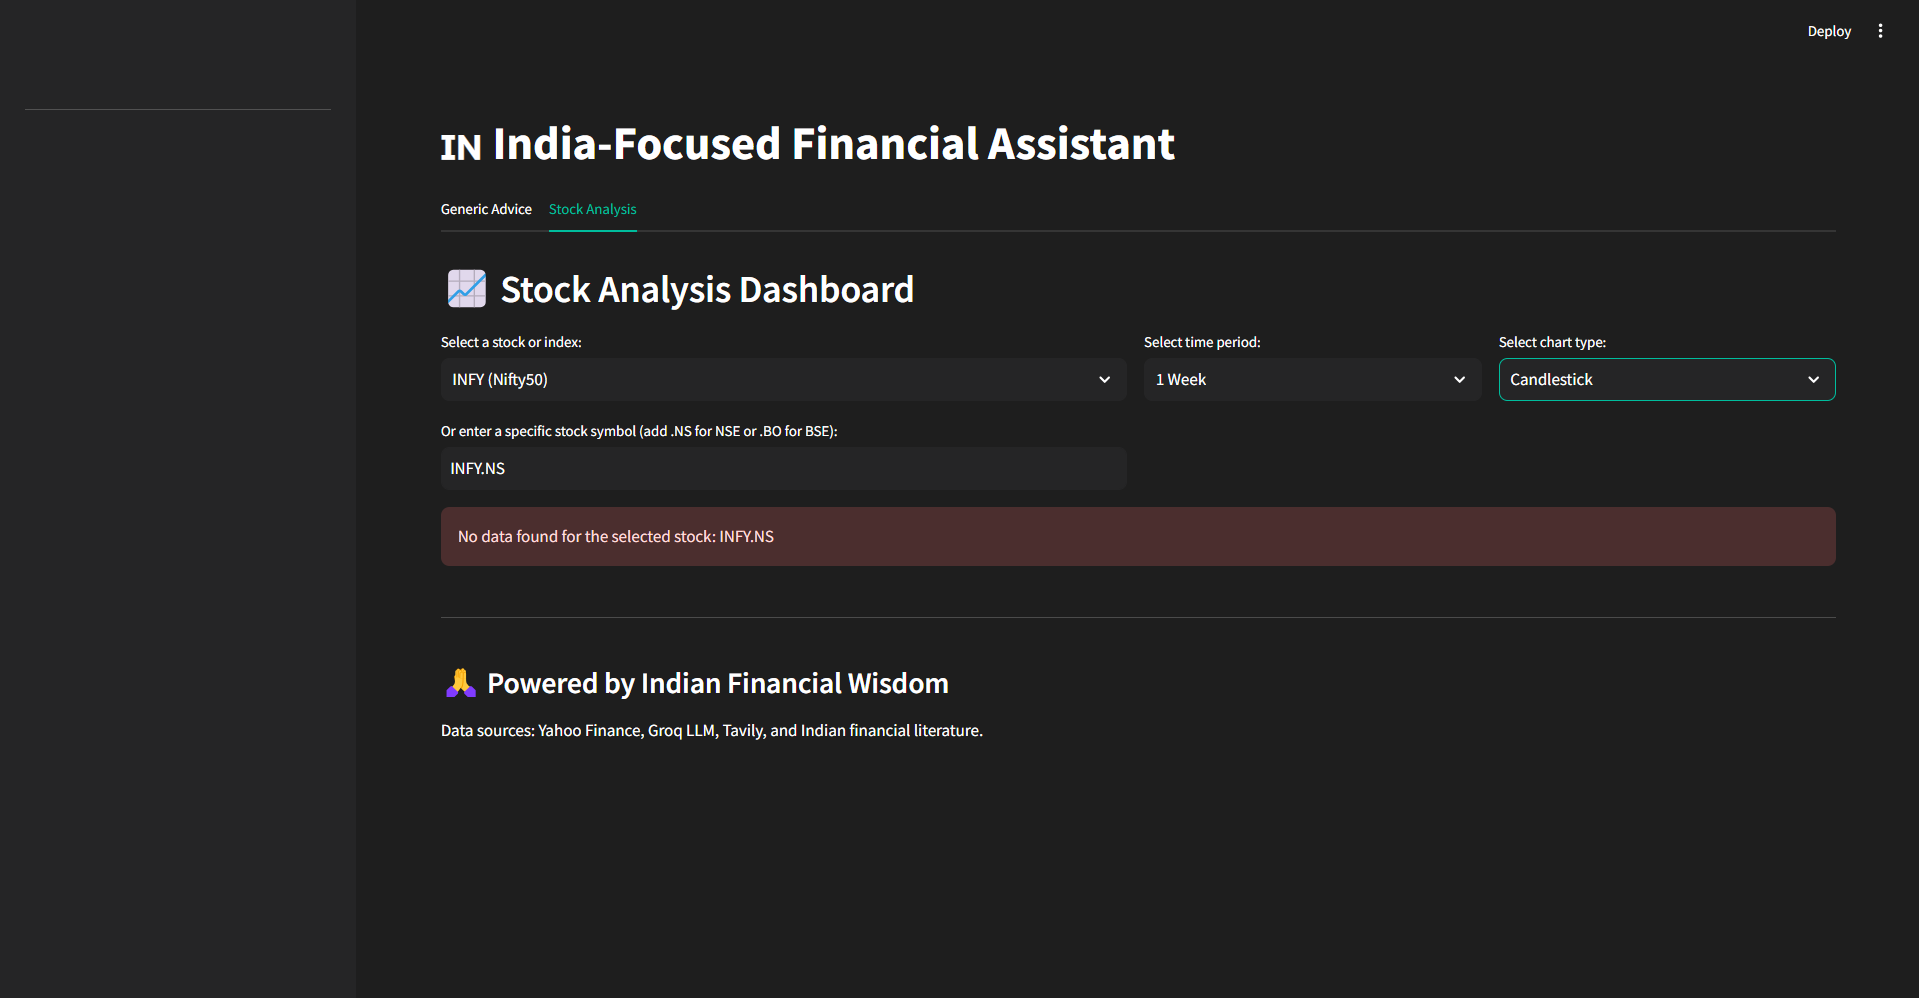 Deploy
IN India-Focused Financial Assistant
Generic Advice Stock Analysis
📈 Stock Analysis Dashboard
Select a stock or index: Select time period: Select chart type:
INFY (Nifty50) 1 Week Candlestick
Or enter a specific stock symbol (add .NS for NSE or .BO for BSE):
INFY.NS
No data found for the selected stock: INFY.NS
🙏 Powered by Indian Financial Wisdom
Data sources: Yahoo Finance, Groq LLM, Tavily, and Indian financial literature.